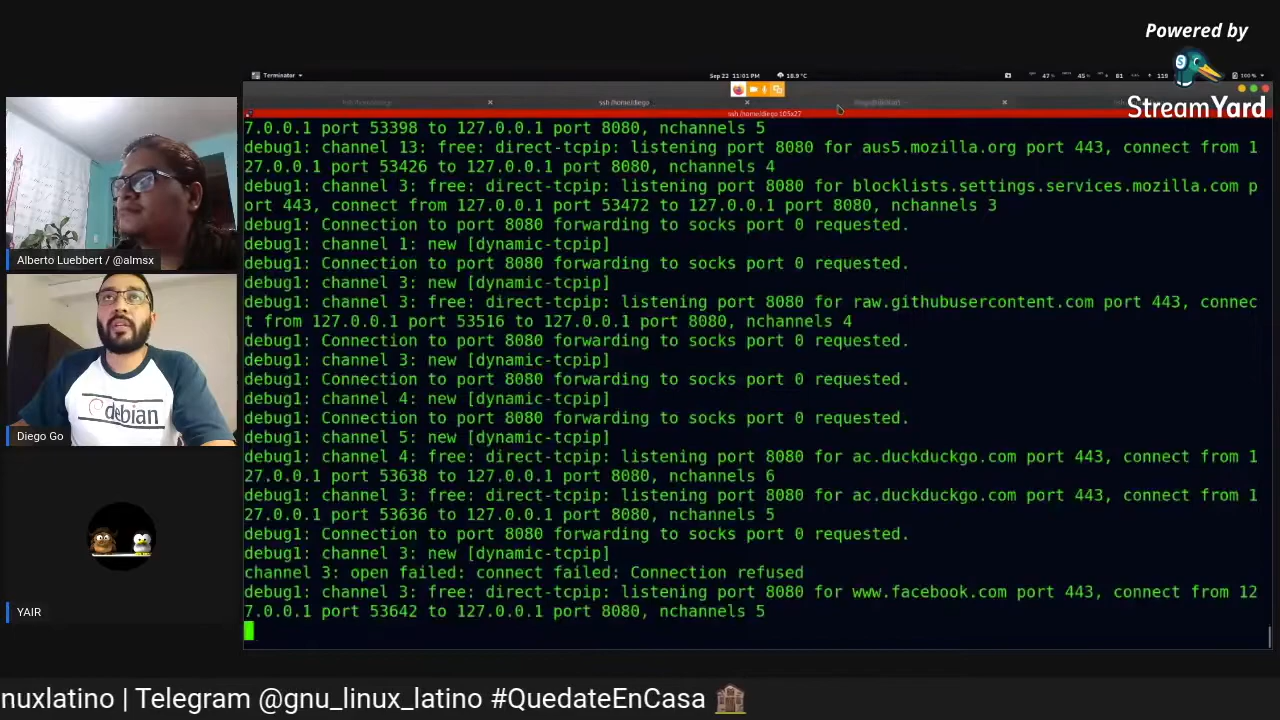 Powered by
StreamYard
Terminator
Sep 22 11:01 PM
18.9 °C
100 %
ssh /home/diego
ssh /home/diego 105x27
7.0.0.1 port 53398 to 127.0.0.1 port 8080, nchannels 5
debug1: channel 13: free: direct-tcpip: listening port 8080 for aus5.mozilla.org port 443, connect from 1
27.0.0.1 port 53426 to 127.0.0.1 port 8080, nchannels 4
debug1: channel 3: free: direct-tcpip: listening port 8080 for blocklists.settings.services.mozilla.com p
ort 443, connect from 127.0.0.1 port 53472 to 127.0.0.1 port 8080, nchannels 3
debug1: Connection to port 8080 forwarding to socks port 0 requested.
debug1: channel 1: new [dynamic-tcpip]
debug1: Connection to port 8080 forwarding to socks port 0 requested.
debug1: channel 3: new [dynamic-tcpip]
debug1: channel 3: free: direct-tcpip: listening port 8080 for raw.githubusercontent.com port 443, connec
t from 127.0.0.1 port 53516 to 127.0.0.1 port 8080, nchannels 4
debug1: Connection to port 8080 forwarding to socks port 0 requested.
debug1: channel 3: new [dynamic-tcpip]
debug1: Connection to port 8080 forwarding to socks port 0 requested.
debug1: channel 4: new [dynamic-tcpip]
debug1: Connection to port 8080 forwarding to socks port 0 requested.
debug1: channel 5: new [dynamic-tcpip]
debug1: channel 4: free: direct-tcpip: listening port 8080 for ac.duckduckgo.com port 443, connect from 1
27.0.0.1 port 53638 to 127.0.0.1 port 8080, nchannels 6
debug1: channel 3: free: direct-tcpip: listening port 8080 for ac.duckduckgo.com port 443, connect from 1
27.0.0.1 port 53636 to 127.0.0.1 port 8080, nchannels 5
debug1: Connection to port 8080 forwarding to socks port 0 requested.
debug1: channel 3: new [dynamic-tcpip]
channel 3: open failed: connect failed: Connection refused
debug1: channel 3: free: direct-tcpip: listening port 8080 for www.facebook.com port 443, connect from 12
7.0.0.1 port 53642 to 127.0.0.1 port 8080, nchannels 5
Alberto Luebbert / @almsx
debian
Diego Go
YAIR
nuxlatino | Telegram @gnu_linux_latino #QuedateEnCasa